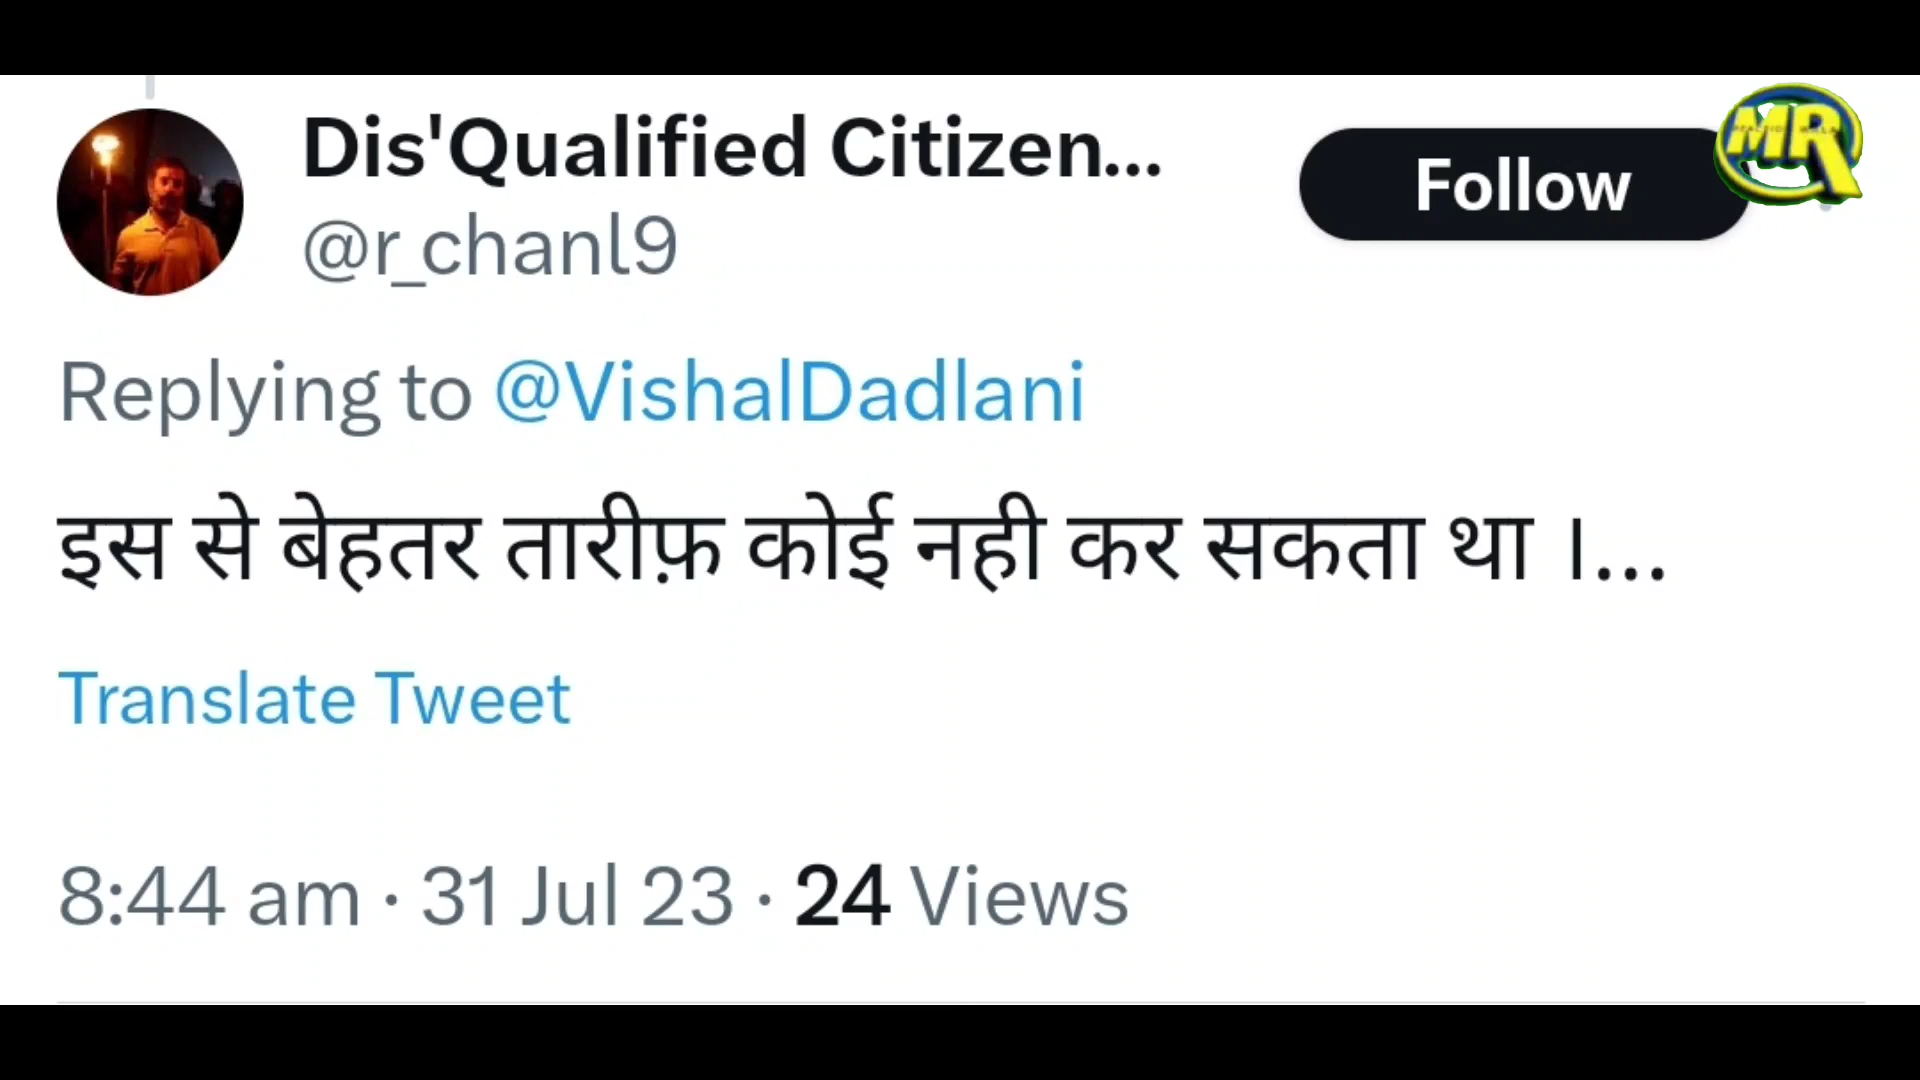 Dis'Qualified Citizen...
Follow
MR
@r_chanl9
Replying to @VishalDadlani
इस से बेहतर तारीफ़ कोई नही कर सकता था ।...
Translate Tweet
8:44 am · 31 Jul 23 · 24 Views